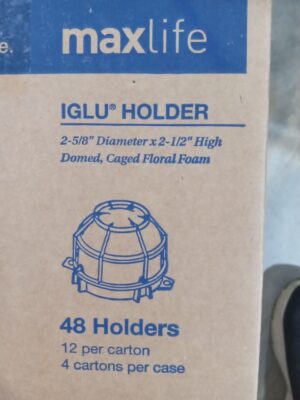 e.
maxlife
IGLU® HOLDER
2-5/8" Diameter x 2-1/2" High
Domed, Caged Floral Foam
48 Holders
12 per carton
4 cartons per case